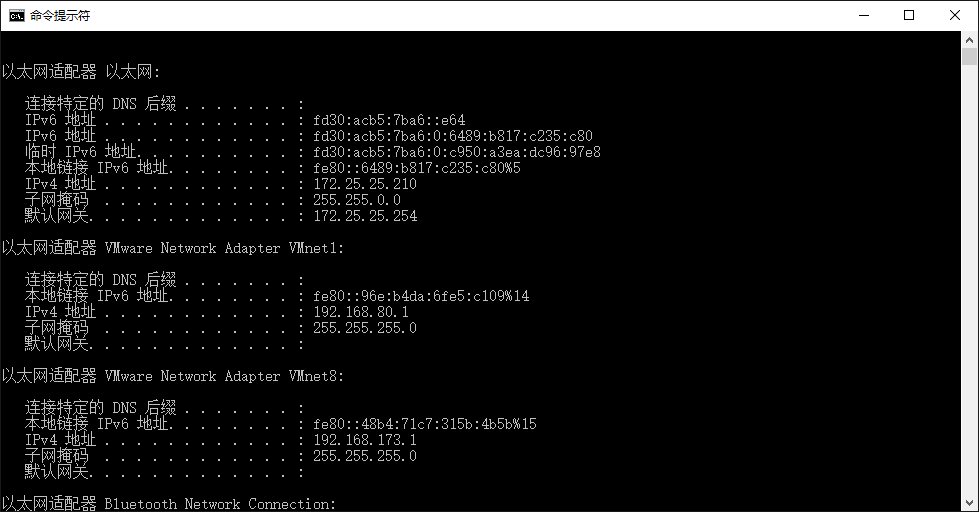 命令提示符
以太网适配器 以太网:
连接特定的 DNS 后缀 . . . . . . . :
IPv6 地址 . . . . . . . . . . . . : fd30:acb5:7ba6::e64
IPv6 地址 . . . . . . . . . . . . : fd30:acb5:7ba6:0:6489:b817:c235:c80
临时 IPv6 地址. . . . . . . . . . : fd30:acb5:7ba6:0:c950:a3ea:dc96:97e8
本地链接 IPv6 地址. . . . . . . . : fe80::6489:b817:c235:c80%5
IPv4 地址 . . . . . . . . . . . . : 172.25.25.210
子网掩码  . . . . . . . . . . . . : 255.255.0.0
默认网关. . . . . . . . . . . . . : 172.25.25.254
以太网适配器 VMware Network Adapter VMnet1:
连接特定的 DNS 后缀 . . . . . . . :
本地链接 IPv6 地址. . . . . . . . : fe80::96e:b4da:6fe5:c109%14
IPv4 地址 . . . . . . . . . . . . : 192.168.80.1
子网掩码  . . . . . . . . . . . . : 255.255.255.0
默认网关. . . . . . . . . . . . . :
以太网适配器 VMware Network Adapter VMnet8:
连接特定的 DNS 后缀 . . . . . . . :
本地链接 IPv6 地址. . . . . . . . : fe80::48b4:71c7:315b:4b5b%15
IPv4 地址 . . . . . . . . . . . . : 192.168.173.1
子网掩码  . . . . . . . . . . . . : 255.255.255.0
默认网关. . . . . . . . . . . . . :
以太网适配器 Bluetooth Network Connection: